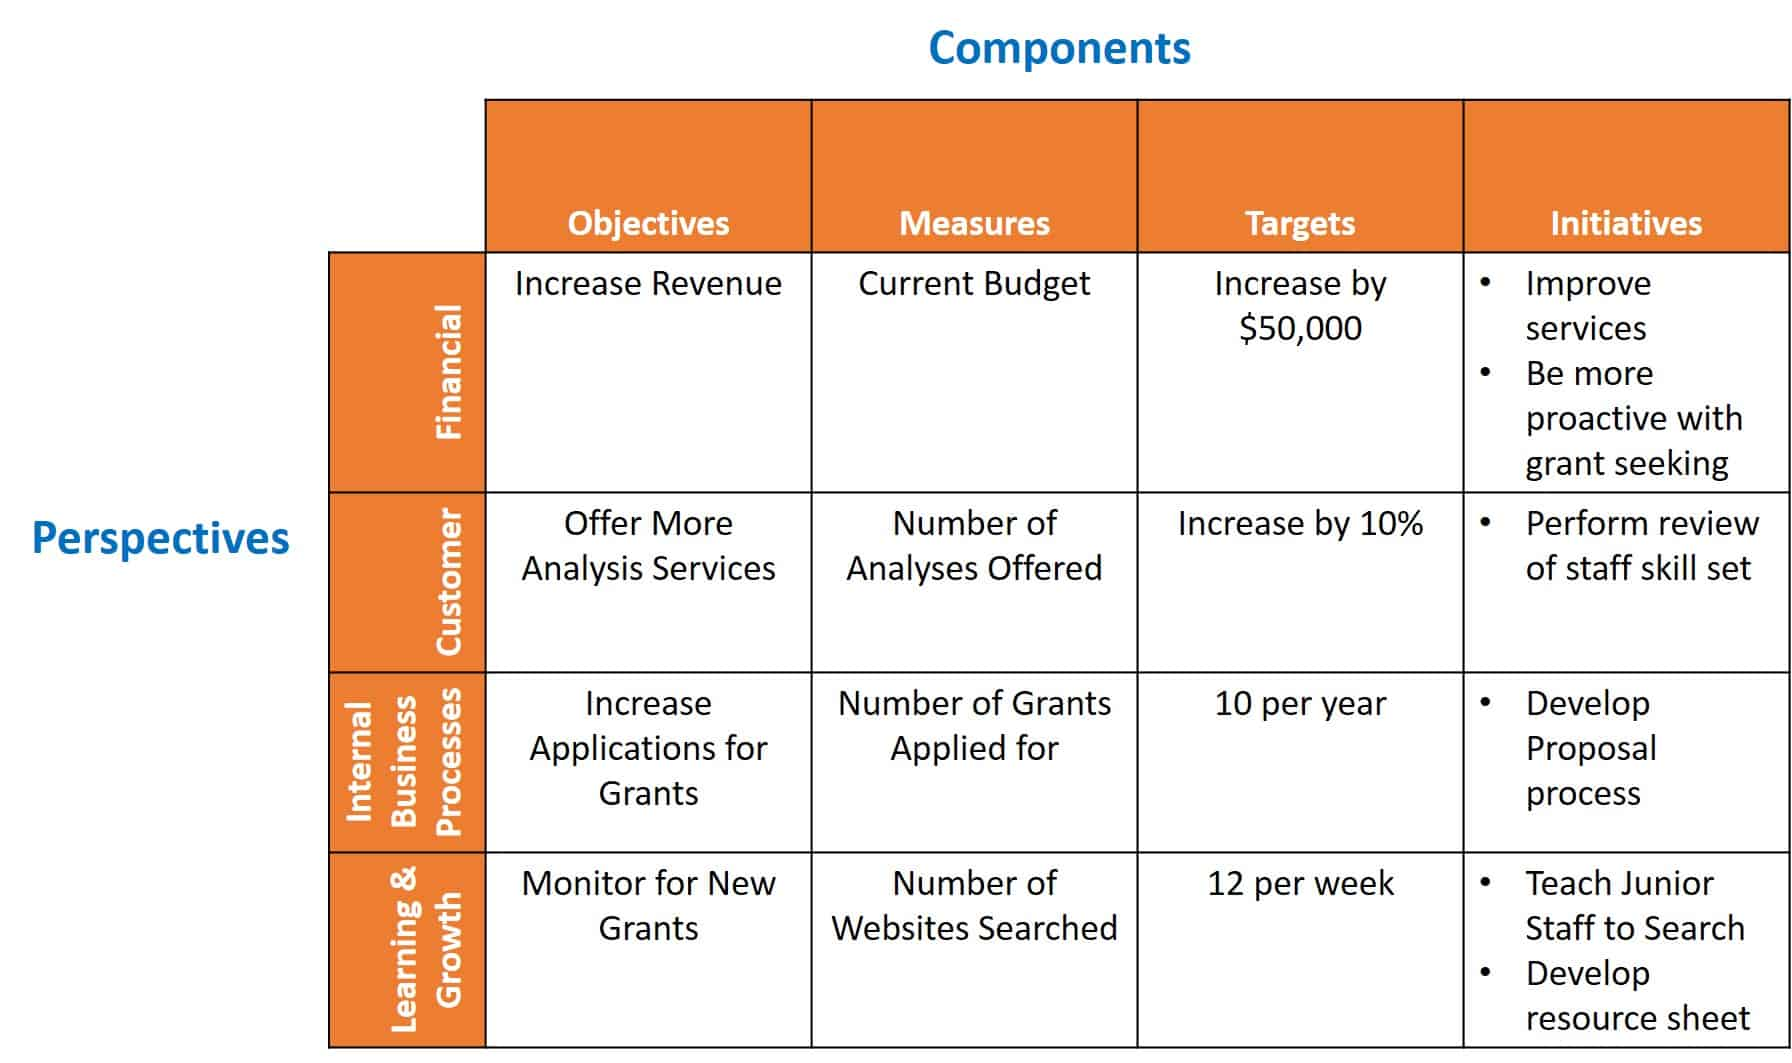 Components
Objectives
Measures
Targets
Initiatives
Perspectives
Financial
Increase Revenue
Current Budget
Increase by
$50,000
• Improve
services
• Be more
proactive with
grant seeking
Customer
Offer More
Analysis Services
Number of
Analyses Offered
Increase by 10%
• Perform review
of staff skill set
Internal
Business
Processes
Increase
Applications for
Grants
Number of Grants
Applied for
10 per year
• Develop
Proposal
process
Learning &
Growth
Monitor for New
Grants
Number of
Websites Searched
12 per week
• Teach Junior
Staff to Search
• Develop
resource sheet